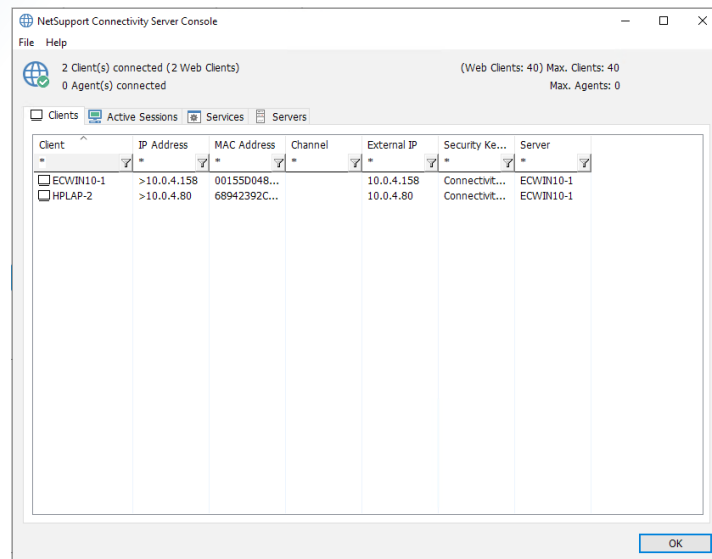 NetSupport Connectivity Server Console
File Help
2 Client(s) connected (2 Web Clients) (Web Clients: 40) Max. Clients: 40
0 Agent(s) connected Max. Agents: 0
Clients Active Sessions Services Servers
Client IP Address MAC Address Channel External IP Security Ke... Server
* * * * * * *
ECWIN10-1 >10.0.4.158 00155D048... 10.0.4.158 Connectivit... ECWIN10-1
HPLAP-2 >10.0.4.80 68942392C... 10.0.4.80 Connectivit... ECWIN10-1
OK